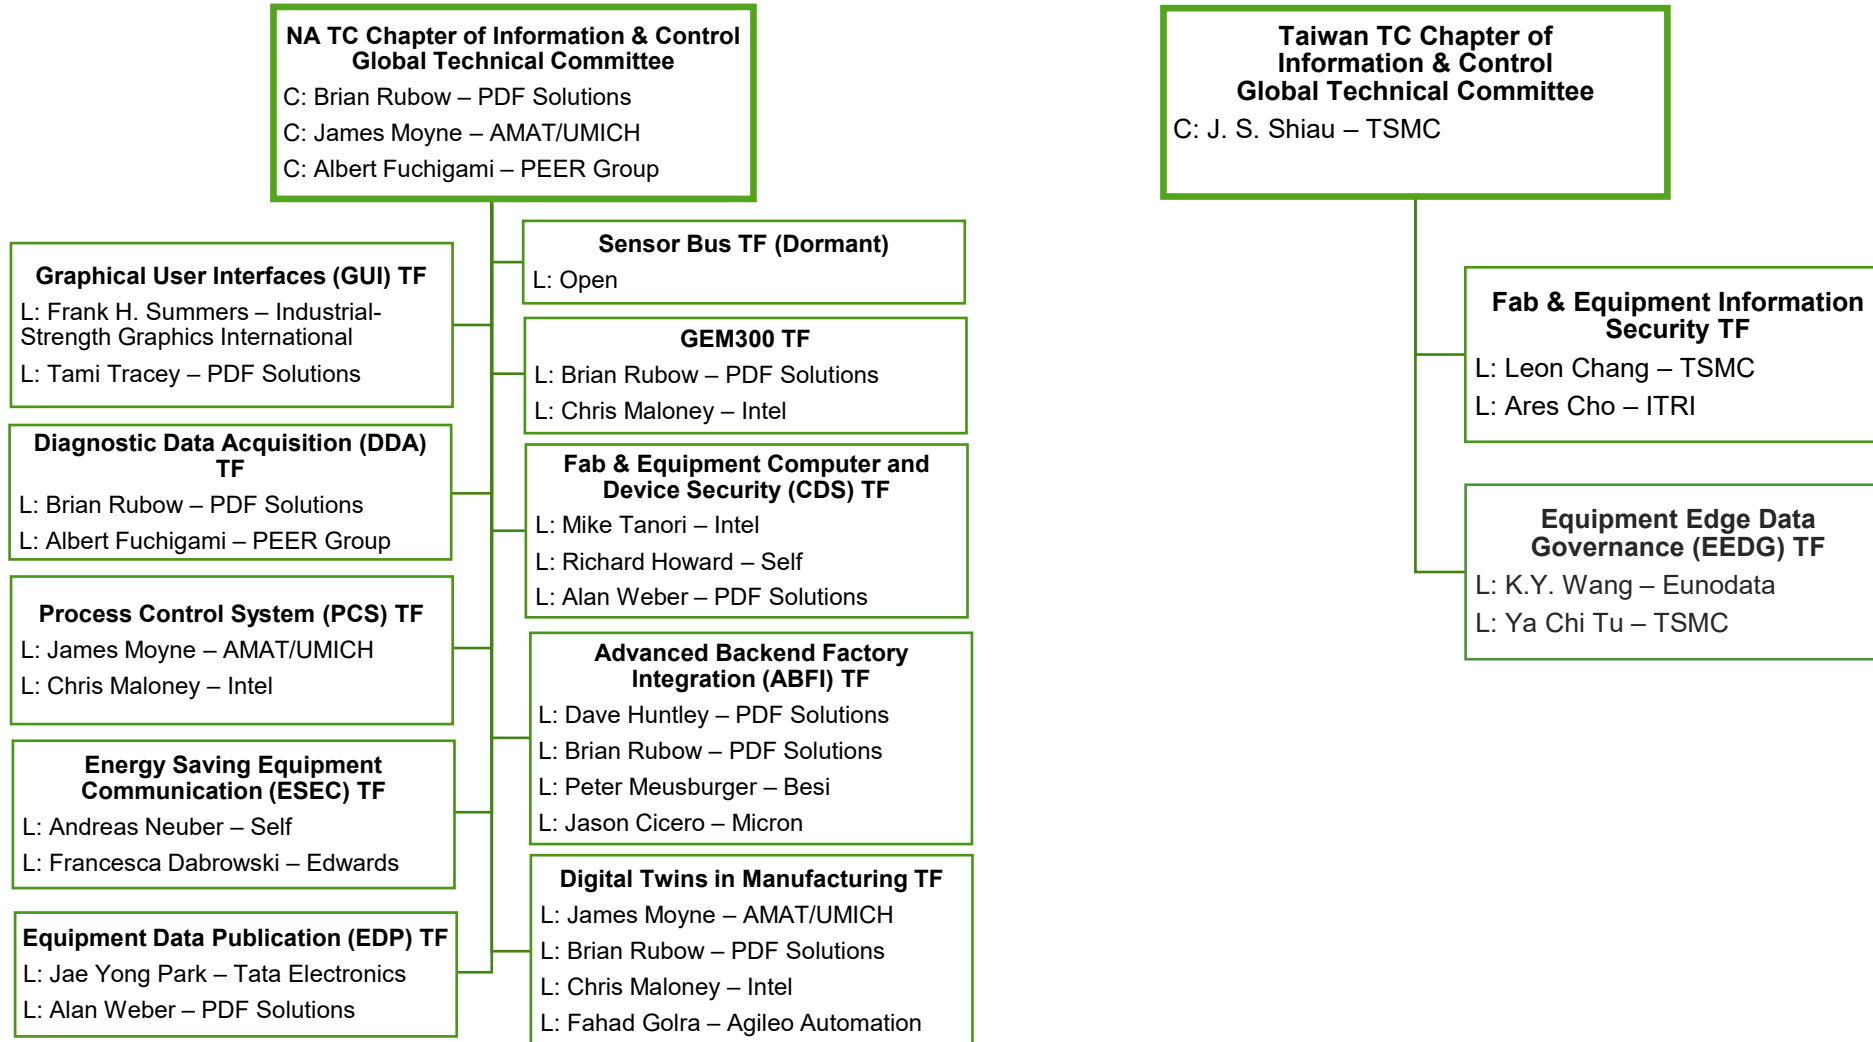 NA TC Chapter of Information & Control
Global Technical Committee
C: Brian Rubow – PDF Solutions
C: James Moyne – AMAT/UMICH
C: Albert Fuchigami – PEER Group
Graphical User Interfaces (GUI) TF
L: Frank H. Summers – Industrial-
Strength Graphics International
L: Tami Tracey – PDF Solutions
Diagnostic Data Acquisition (DDA)
TF
L: Brian Rubow – PDF Solutions
L: Albert Fuchigami – PEER Group
Process Control System (PCS) TF
L: James Moyne – AMAT/UMICH
L: Chris Maloney – Intel
Energy Saving Equipment
Communication (ESEC) TF
L: Andreas Neuber – Self
L: Francesca Dabrowski – Edwards
Equipment Data Publication (EDP) TF
L: Jae Yong Park – Tata Electronics
L: Alan Weber – PDF Solutions
Sensor Bus TF (Dormant)
L: Open
GEM300 TF
L: Brian Rubow – PDF Solutions
L: Chris Maloney – Intel
Fab & Equipment Computer and
Device Security (CDS) TF
L: Mike Tanori – Intel
L: Richard Howard – Self
L: Alan Weber – PDF Solutions
Advanced Backend Factory
Integration (ABFI) TF
L: Dave Huntley – PDF Solutions
L: Brian Rubow – PDF Solutions
L: Peter Meusburger – Besi
L: Jason Cicero – Micron
Digital Twins in Manufacturing TF
L: James Moyne – AMAT/UMICH
L: Brian Rubow – PDF Solutions
L: Chris Maloney – Intel
L: Fahad Golra – Agileo Automation
Taiwan TC Chapter of
Information & Control
Global Technical Committee
C: J. S. Shiau – TSMC
Fab & Equipment Information
Security TF
L: Leon Chang – TSMC
L: Ares Cho – ITRI
Equipment Edge Data
Governance (EEDG) TF
L: K.Y. Wang – Eunodata
L: Ya Chi Tu – TSMC